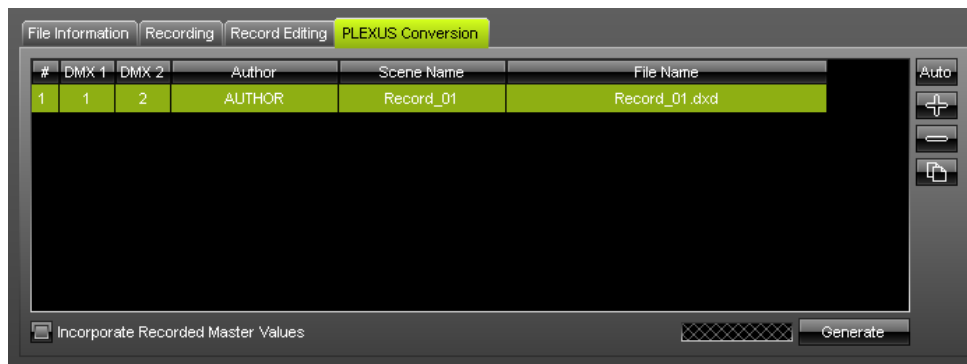 File Information Recording Record Editing PLEXUS Conversion
# DMX 1 DMX 2 Author Scene Name File Name Auto
1 1 2 AUTHOR Record_01 Record_01.dxd
Incorporate Recorded Master Values Generate